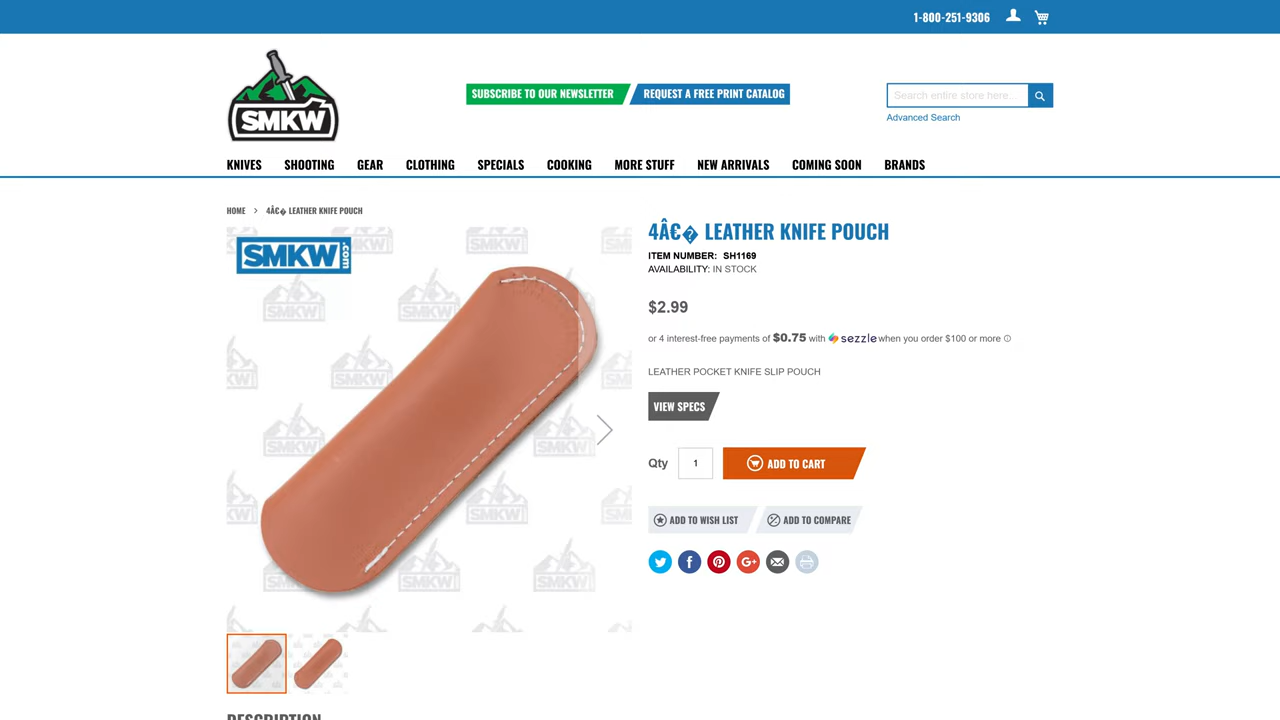 1-800-251-9306
SMKW
SUBSCRIBE TO OUR NEWSLETTER
REQUEST A FREE PRINT CATALOG
Search entire store here...
Advanced Search
KNIVES SHOOTING GEAR CLOTHING SPECIALS COOKING MORE STUFF NEW ARRIVALS COMING SOON BRANDS
HOME > 4Â€� LEATHER KNIFE POUCH
SMKW.com
4Â€� LEATHER KNIFE POUCH
ITEM NUMBER: SH1169
AVAILABILITY: IN STOCK
$2.99
or 4 interest-free payments of $0.75 with sezzle when you order $100 or more
LEATHER POCKET KNIFE SLIP POUCH
VIEW SPECS
Qty 1 ADD TO CART
ADD TO WISH LIST ADD TO COMPARE
DESCRIPTION